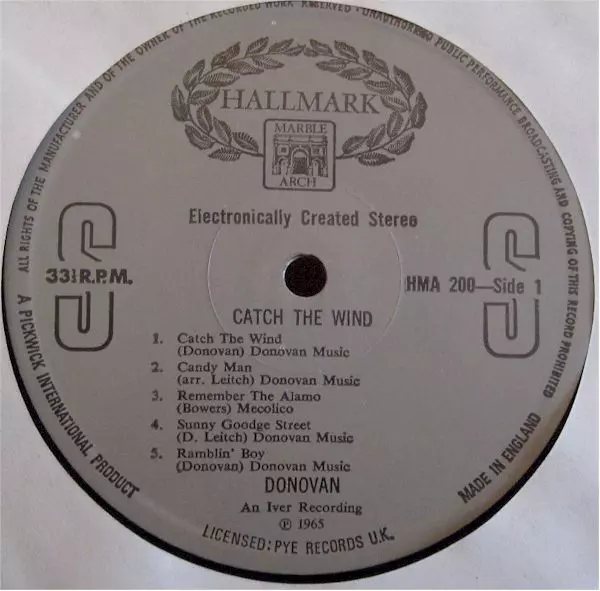 ALL RIGHTS OF THE MANUFACTURER AND OF THE OWNER OF THE RECORDED WORK RESERVED · UNAUTHORISED PUBLIC PERFORMANCE BROADCASTING AND COPYING OF THIS RECORD PROHIBITED
HALLMARK
MARBLE
ARCH
Electronically Created Stereo
33⅓ R.P.M.
HMA 200—Side 1
CATCH THE WIND
1. Catch The Wind
(Donovan) Donovan Music
2. Candy Man
(arr. Leitch) Donovan Music
3. Remember The Alamo
(Bowers) Mecolico
4. Sunny Goodge Street
(D. Leitch) Donovan Music
5. Ramblin' Boy
(Donovan) Donovan Music
DONOVAN
An Iver Recording
℗ 1965
A PICKWICK INTERNATIONAL PRODUCT
LICENSED: PYE RECORDS U.K.
MADE IN ENGLAND